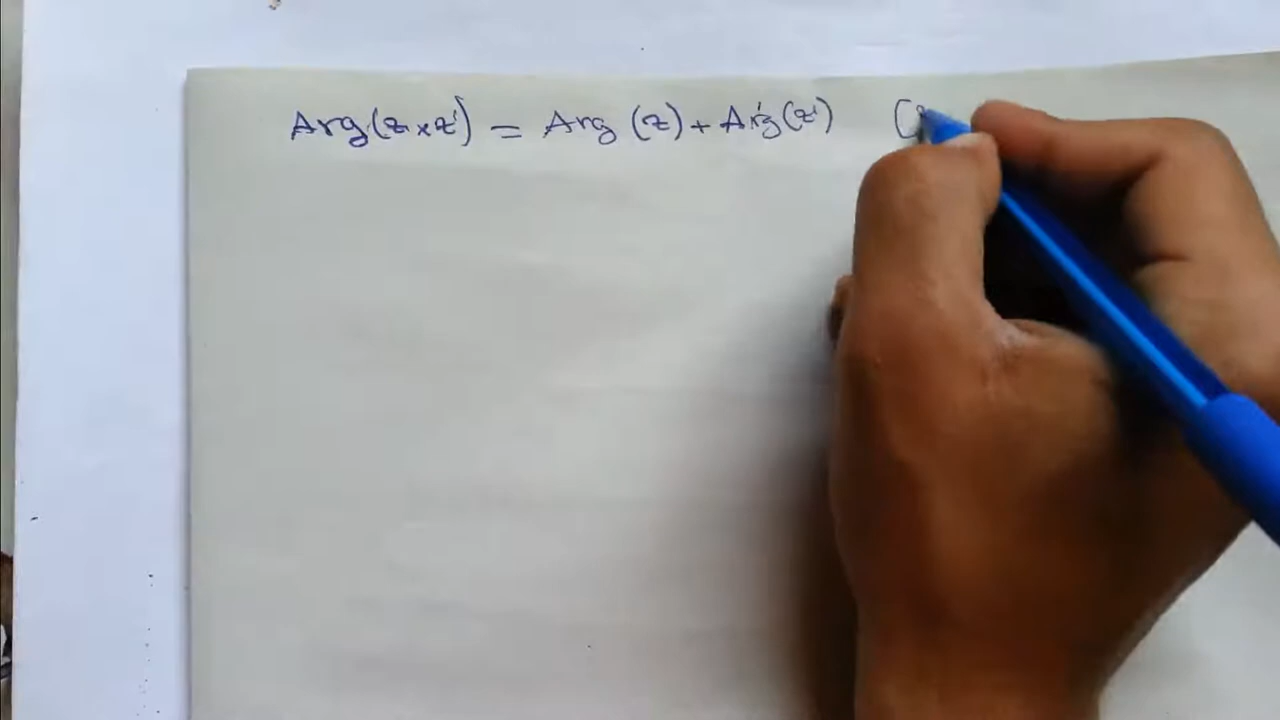 Arg(z × z') = Arg (z) + Arg(z') (